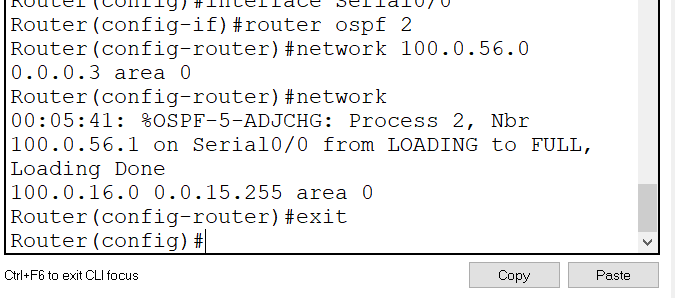 Router(config)#interface Serial0/0
Router(config-if)#router ospf 2
Router(config-router)#network 100.0.56.0
0.0.0.3 area 0
Router(config-router)#network
00:05:41: %OSPF-5-ADJCHG: Process 2, Nbr
100.0.56.1 on Serial0/0 from LOADING to FULL,
Loading Done
100.0.16.0 0.0.15.255 area 0
Router(config-router)#exit
Router(config)#
Ctrl+F6 to exit CLI focus
Copy
Paste